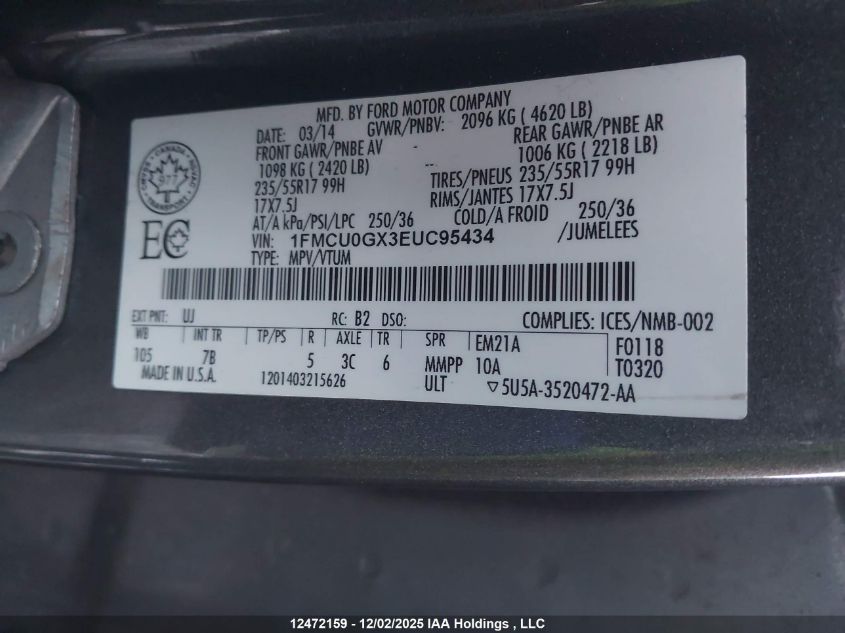 MFD. BY FORD MOTOR COMPANY
DATE: 03/14 GVWR/PNBV: 2096 KG ( 4620 LB)
FRONT GAWR/PNBE AV REAR GAWR/PNBE AR
1098 KG ( 2420 LB) 1006 KG ( 2218 LB)
235/55R17 99H TIRES/PNEUS 235/55R17 99H
17X7.5J RIMS/JANTES 17X7.5J
AT/A kPa/PSI/LPC 250/36 COLD/A FROID 250/36
VIN: 1FMCU0GX3EUC95434 /JUMELEES
TYPE: MPV/VTUM
CANADA
TRANSPORT
EC
EXT PNT: UJ RC: B2 DSO: COMPLIES: ICES/NMB-002
WB INT TR TP/PS R AXLE TR SPR EM21A F0118
105 7B 5 3C 6 MMPP 10A T0320
MADE IN U.S.A. 1201403215626 ULT ▽5U5A-3520472-AA
12472159 - 12/02/2025 IAA Holdings , LLC